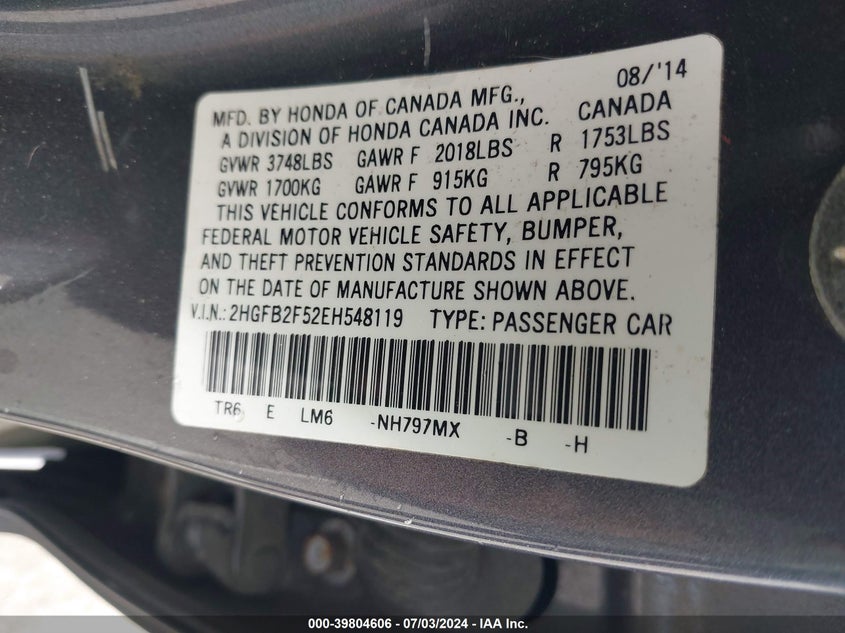 08/'14
MFD. BY HONDA OF CANADA MFG.,
A DIVISION OF HONDA CANADA INC. CANADA
GVWR 3748LBS GAWR F 2018LBS R 1753LBS
GVWR 1700KG GAWR F 915KG R 795KG
THIS VEHICLE CONFORMS TO ALL APPLICABLE
FEDERAL MOTOR VEHICLE SAFETY, BUMPER,
AND THEFT PREVENTION STANDARDS IN EFFECT
ON THE DATE OF MANUFACTURE SHOWN ABOVE.
V.I.N.: 2HGFB2F52EH548119 TYPE: PASSENGER CAR
TR6 E LM6 -NH797MX -B -H
000-39804606 - 07/03/2024 - IAA Inc.